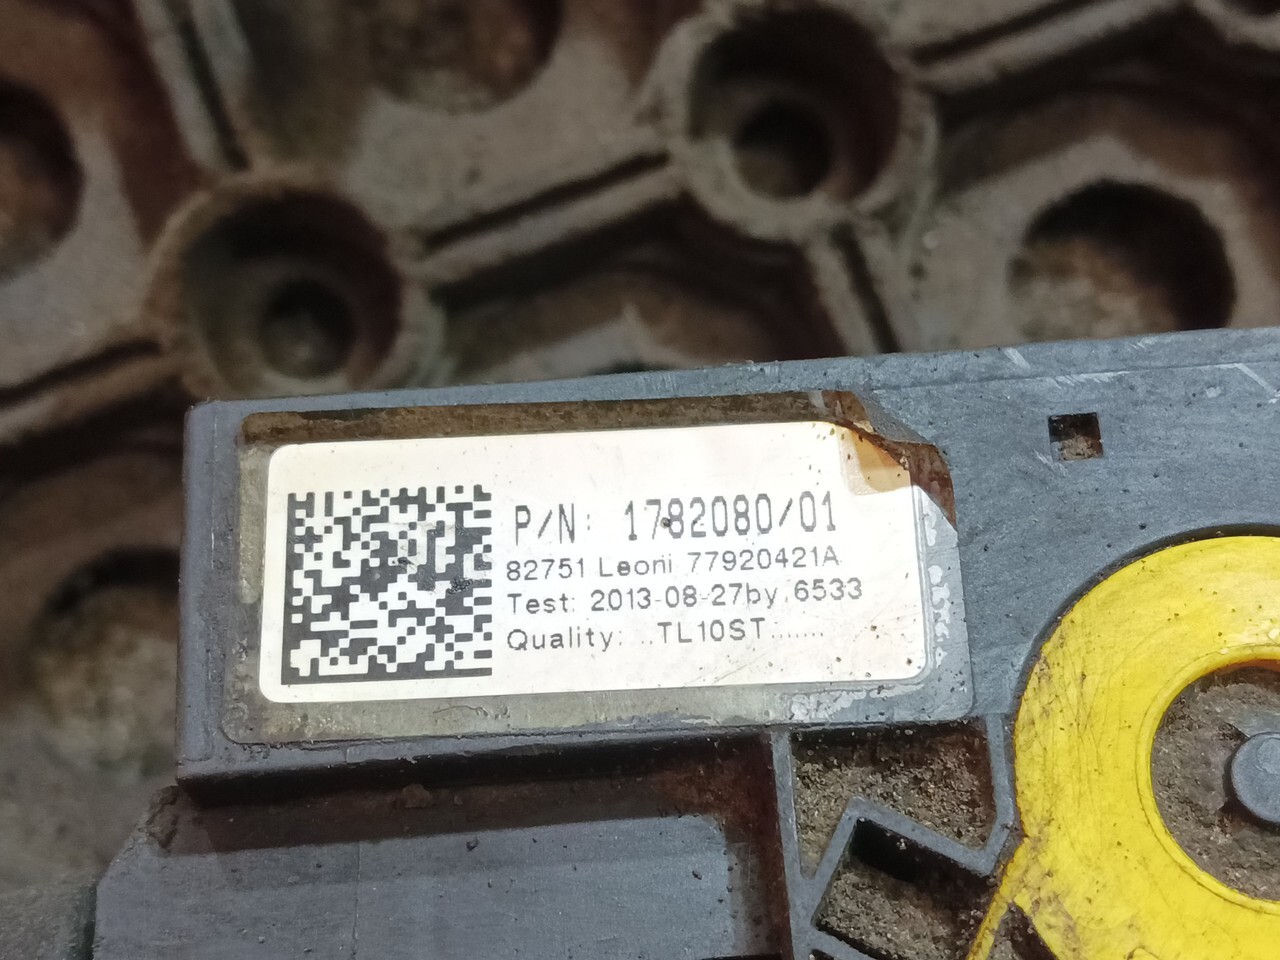 P/N: 1782080/01
82751 Leoni 77920421A
Test: 2013-08-27by 6533
Quality: ..TL10ST:......